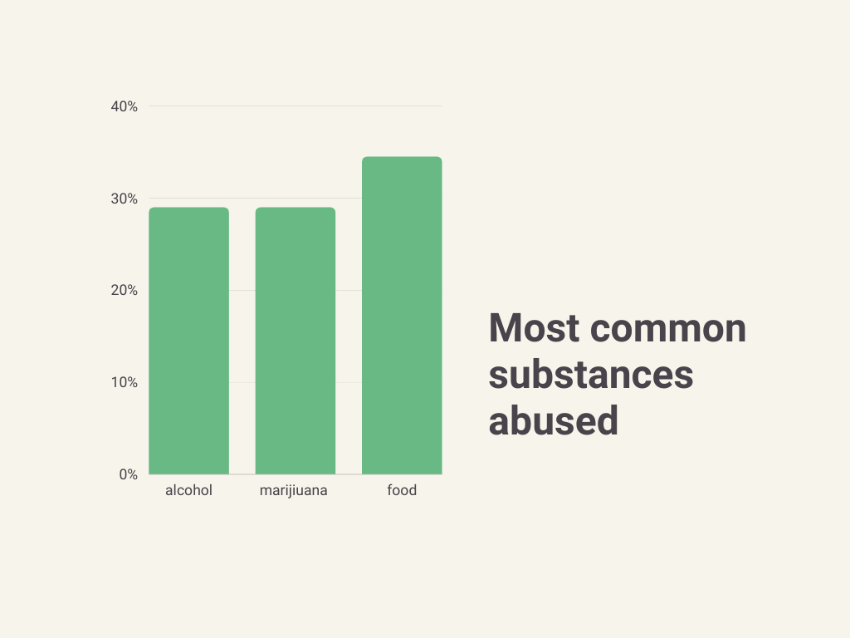 40%
30%
20%
10%
0%
alcohol
marijiuana
food
Most common
substances
abused